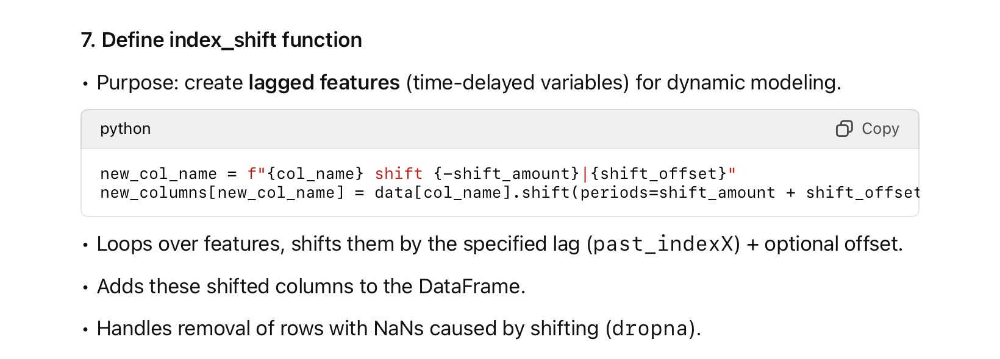 7. Define index_shift function
• Purpose: create lagged features (time-delayed variables) for dynamic modeling.
python
Copy
new_col_name = f"{col_name} shift {-shift_amount}|{shift_offset}"
new_columns[new_col_name] = data[col_name].shift(periods=shift_amount + shift_offset
• Loops over features, shifts them by the specified lag (past_indexX) + optional offset.
• Adds these shifted columns to the DataFrame.
• Handles removal of rows with NaNs caused by shifting (dropna).